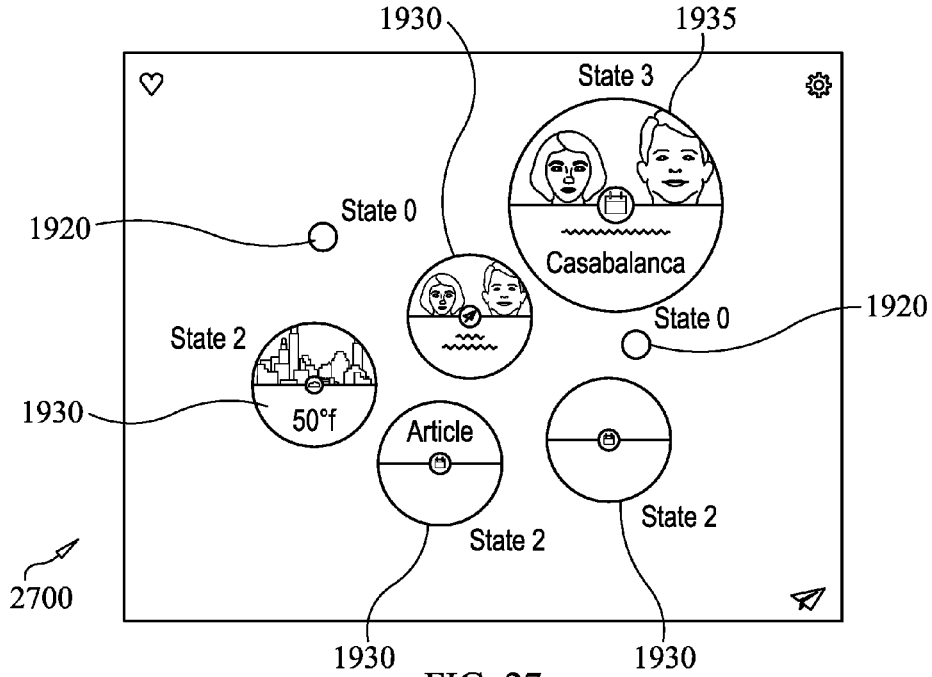 1930
1935
State 3
State 0
1920
Casabalanca
State 0
1920
State 2
1930
50°f
Article
State 2
State 2
2700
1930
1930
FIG. 27